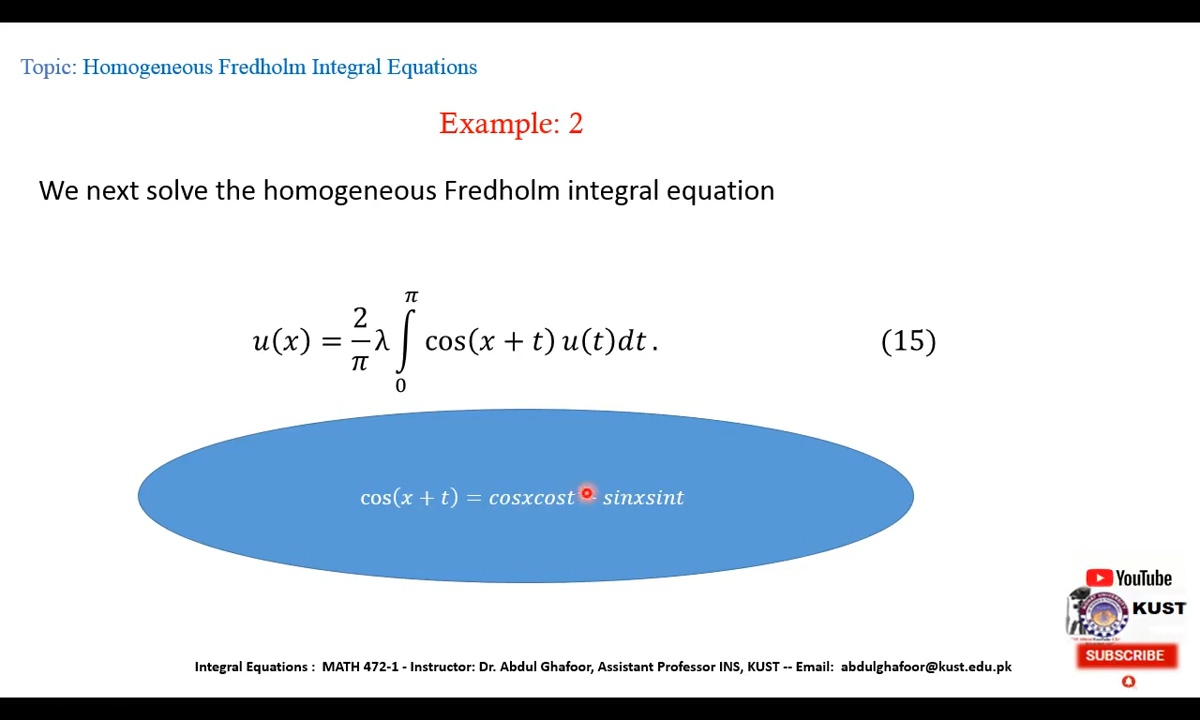 Topic: Homogeneous Fredholm Integral Equations
Example: 2
We next solve the homogeneous Fredholm integral equation
u(x) = 2/π λ ∫₀^π cos(x + t) u(t)dt . (15)
cos(x + t) = cosxcost − sinxsint
YouTube
KUST
SUBSCRIBE
Integral Equations : MATH 472-1 - Instructor: Dr. Abdul Ghafoor, Assistant Professor INS, KUST -- Email: abdulghafoor@kust.edu.pk